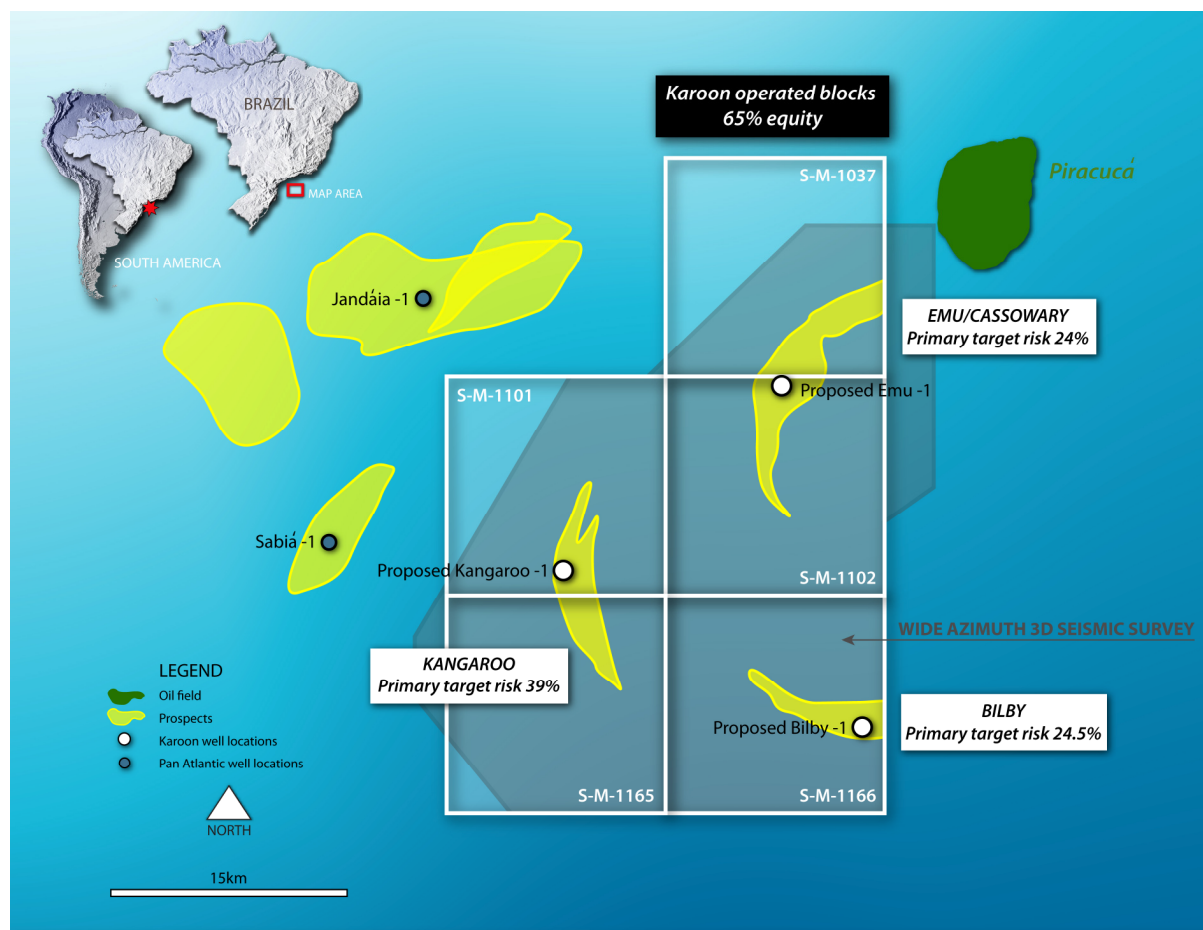 BRAZIL
MAP AREA
SOUTH AMERICA
Karoon operated blocks
65% equity
S-M-1037
Piracucá
Jandáia -1
EMU/CASSOWARY
Primary target risk 24%
S-M-1101
Proposed Emu -1
Sabiá -1
Proposed Kangaroo -1
S-M-1102
WIDE AZIMUTH 3D SEISMIC SURVEY
KANGAROO
Primary target risk 39%
LEGEND
Oil field
Prospects
Karoon well locations
Pan Atlantic well locations
Proposed Bilby -1
BILBY
Primary target risk 24.5%
S-M-1165
S-M-1166
NORTH
15km